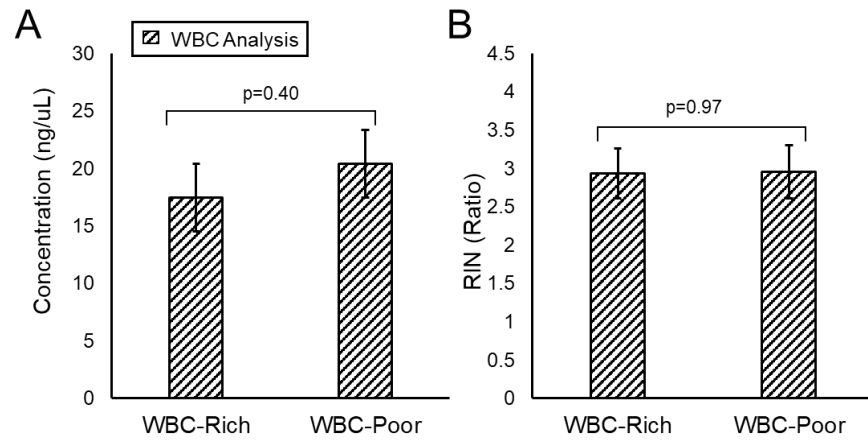 A
WBC Analysis
Concentration (ng/uL)
30
25
20
15
10
5
0
p=0.40
WBC-Rich
WBC-Poor
B
RIN (Ratio)
4.5
4
3.5
3
2.5
2
1.5
1
0.5
0
p=0.97
WBC-Rich
WBC-Poor